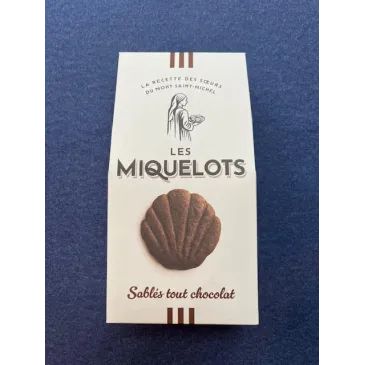 LA RECETTE DES SŒURS
DU MONT SAINT-MICHEL
LES
MIQUELOTS
Sablés tout chocolat